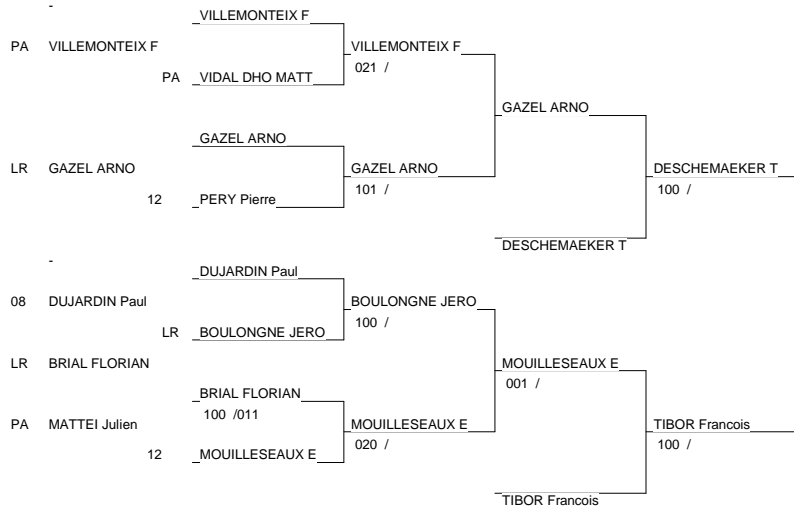 -
VILLEMONTEIX F
PA VILLEMONTEIX F VILLEMONTEIX F
021 /
PA VIDAL DHO MATT
GAZEL ARNO
GAZEL ARNO
LR GAZEL ARNO GAZEL ARNO DESCHEMAEKER T
101 / 100 /
12 PERY Pierre
DESCHEMAEKER T
-
DUJARDIN Paul
08 DUJARDIN Paul BOULONGNE JERO
100 /
LR BOULONGNE JERO
LR BRIAL FLORIAN MOUILLESEAUX E
001 /
BRIAL FLORIAN
100 /011
PA MATTEI Julien MOUILLESEAUX E TIBOR Francois
020 / 100 /
12 MOUILLESEAUX E
TIBOR Francois